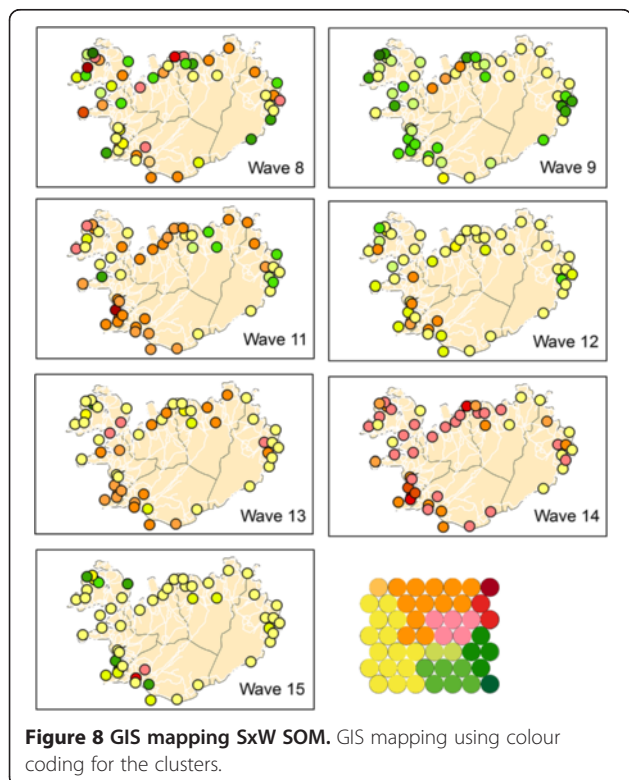 Wave 8
Wave 9
Wave 11
Wave 12
Wave 13
Wave 14
Wave 15
Figure 8 GIS mapping SxW SOM. GIS mapping using colour
coding for the clusters.